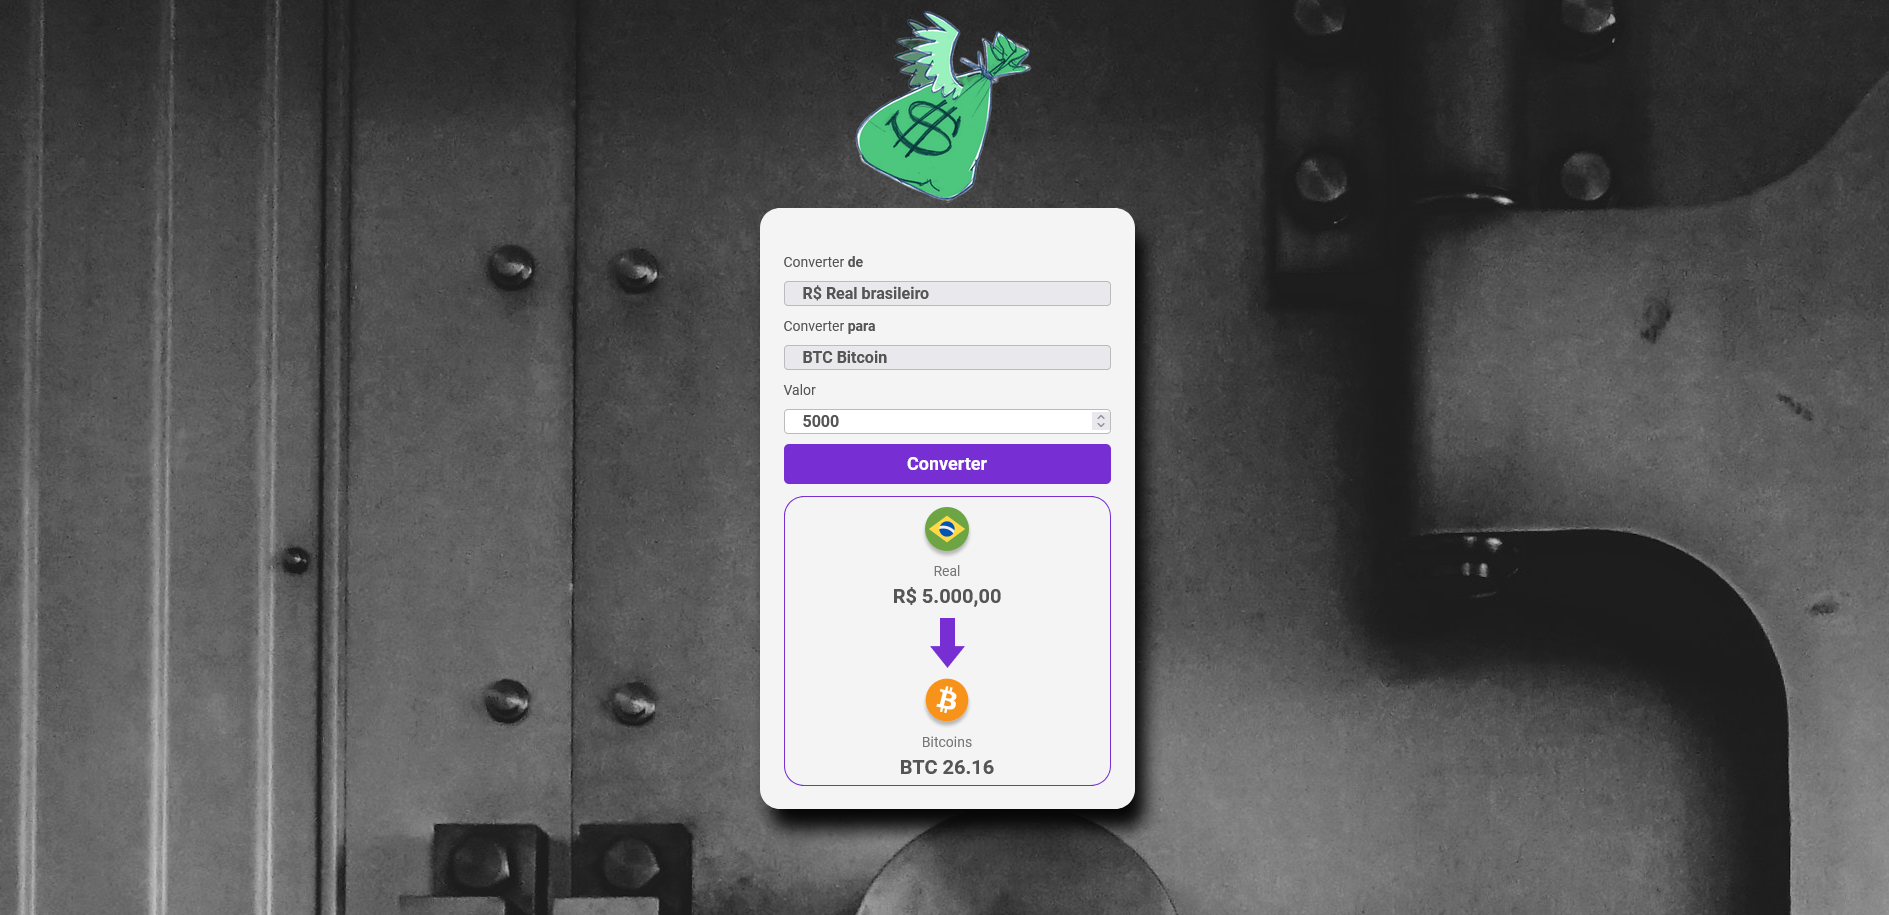 $
Converter de
R$ Real brasileiro
Converter para
BTC Bitcoin
Valor
5000
Converter
Real
R$ 5.000,00
Bitcoins
BTC 26.16